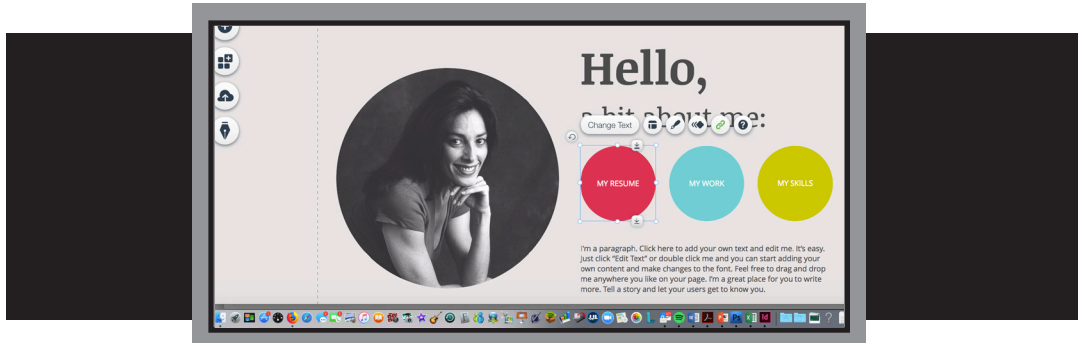 Hello,
a bit about me:
Change Text
MY RESUME
MY WORK
MY SKILLS
I'm a paragraph. Click here to add your own text and edit me. It's easy.
Just click "Edit Text" or double click me and you can start adding your
own content and make changes to the font. Feel free to drag and drop
me anywhere you like on your page. I'm a great place for you to write
more. Tell a story and let your users get to know you.